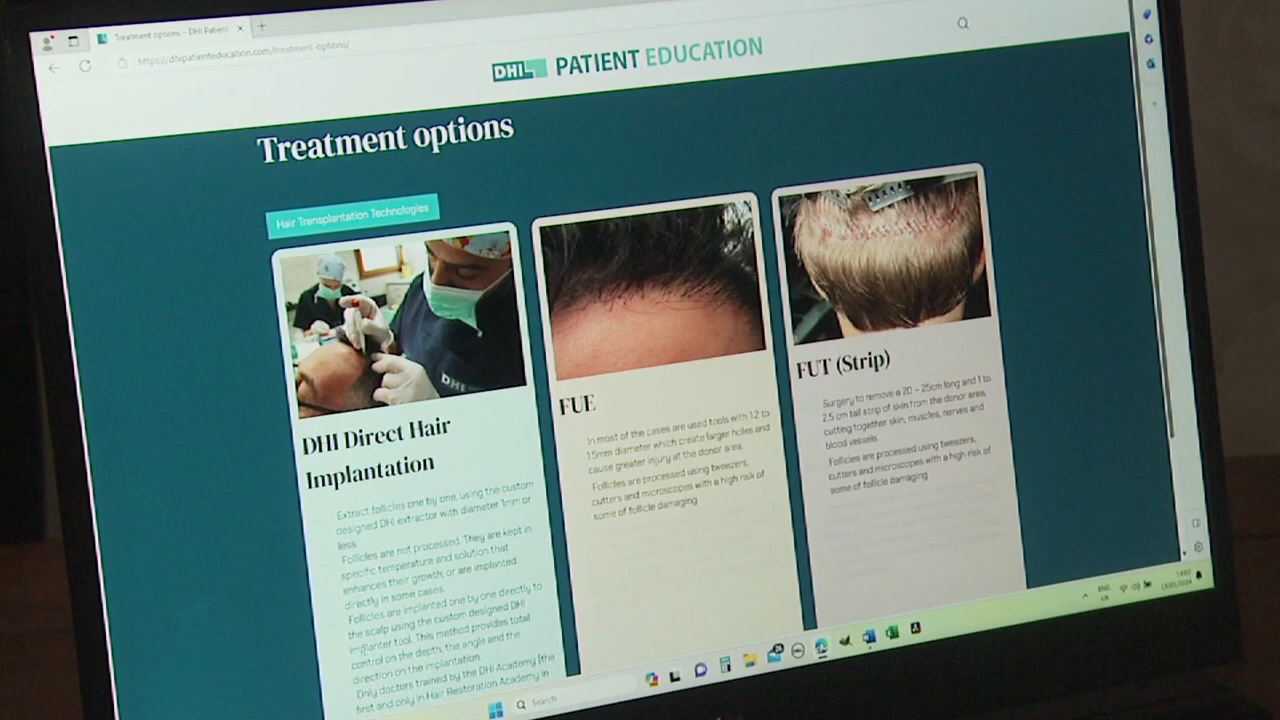 Treatment options - DHI Patient
https://dhipatienteducation.com/treatment-options/
DHI PATIENT EDUCATION
Treatment options
Hair Transplantation Technologies
DHI
DHI Direct Hair
Implantation
Extract follicles one by one, using the custom
designed DHI extractor with diameter 1mm or
less.
Follicles are not processed. They are kept in
specific temperature and solution that
enhances their growth, or are implanted
directly in some cases.
Follicles are implanted one by one directly to
the scalp using the custom designed DHI
implanter tool. This method provides total
control on the depth, the angle and the
direction on the implantation.
Only doctors trained by the DHI Academy (the
first and only in Hair Restoration Academy in
FUE
In most of the cases are used tools with 1.2 to
1.5mm diameter which create larger holes and
cause greater injury at the donor area.
Follicles are processed using tweezers,
cutters and microscopes with a high risk of
some of follicle damaging.
FUT (Strip)
Surgery to remove a 20 – 25cm long and 1 to
2.5 cm tall strip of skin from the donor area,
cutting together skin, muscles, nerves and
blood vessels.
Follicles are processed using tweezers,
cutters and microscopes with a high risk of
some of follicle damaging
Search
ENG
UK
14:02